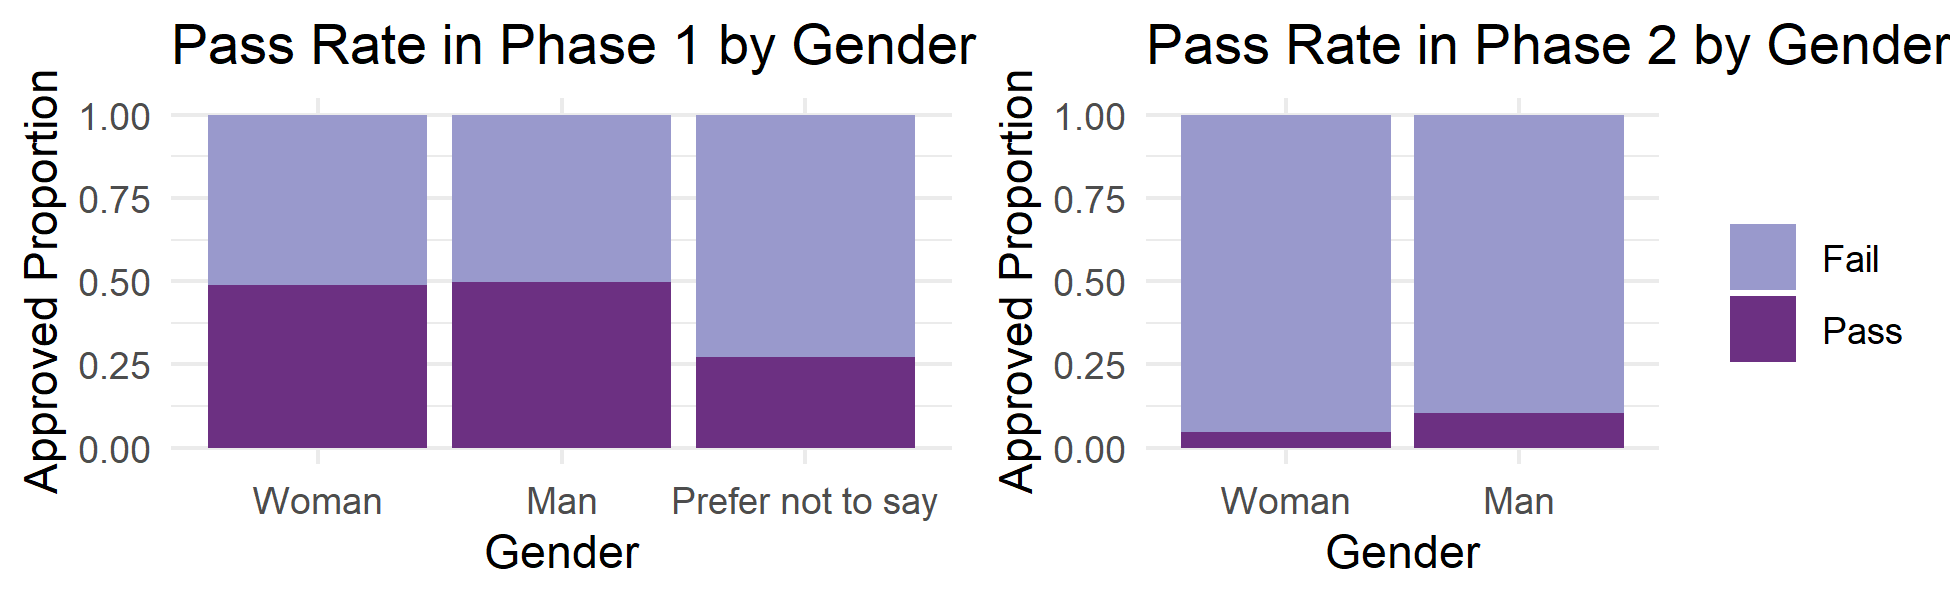 Pass Rate in Phase 1 by Gender
Approved Proportion
1.00
0.75
0.50
0.25
0.00
Woman
Man
Prefer not to say
Gender
Pass Rate in Phase 2 by Gender
Approved Proportion
1.00
0.75
0.50
0.25
0.00
Woman
Man
Gender
Fail
Pass